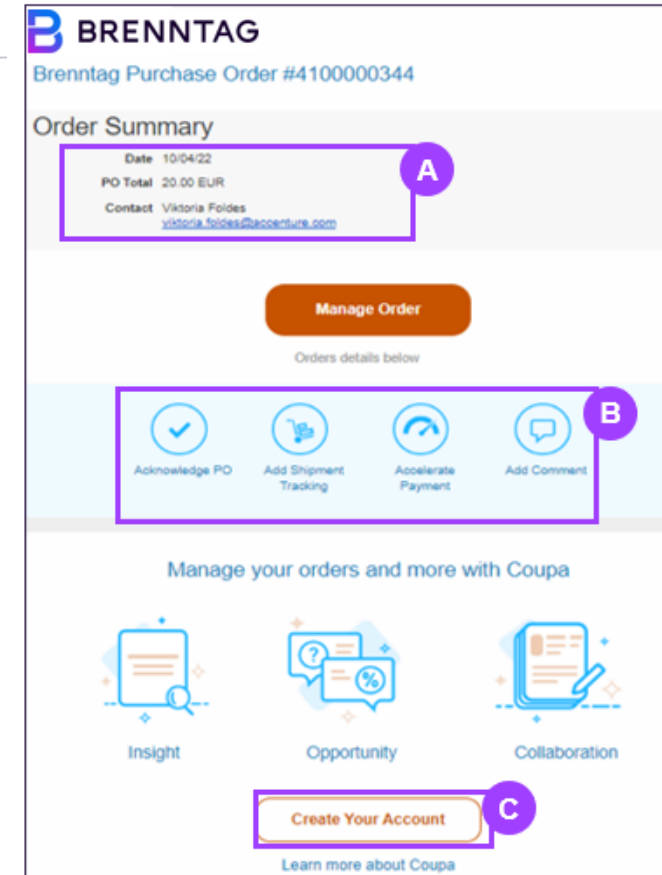 BRENNTAG
Brenntag Purchase Order #4100000344
Order Summary
Date 10/04/22
A
PO Total 20.00 EUR
Contact Viktoria Foldes
viktoria.foldes@accenture.com
Manage Order
Orders details below
B
Acknowledge PO
Add Shipment Tracking
Accelerate Payment
Add Comment
Manage your orders and more with Coupa
?
%
Insight
Opportunity
Collaboration
Create Your Account
C
Learn more about Coupa